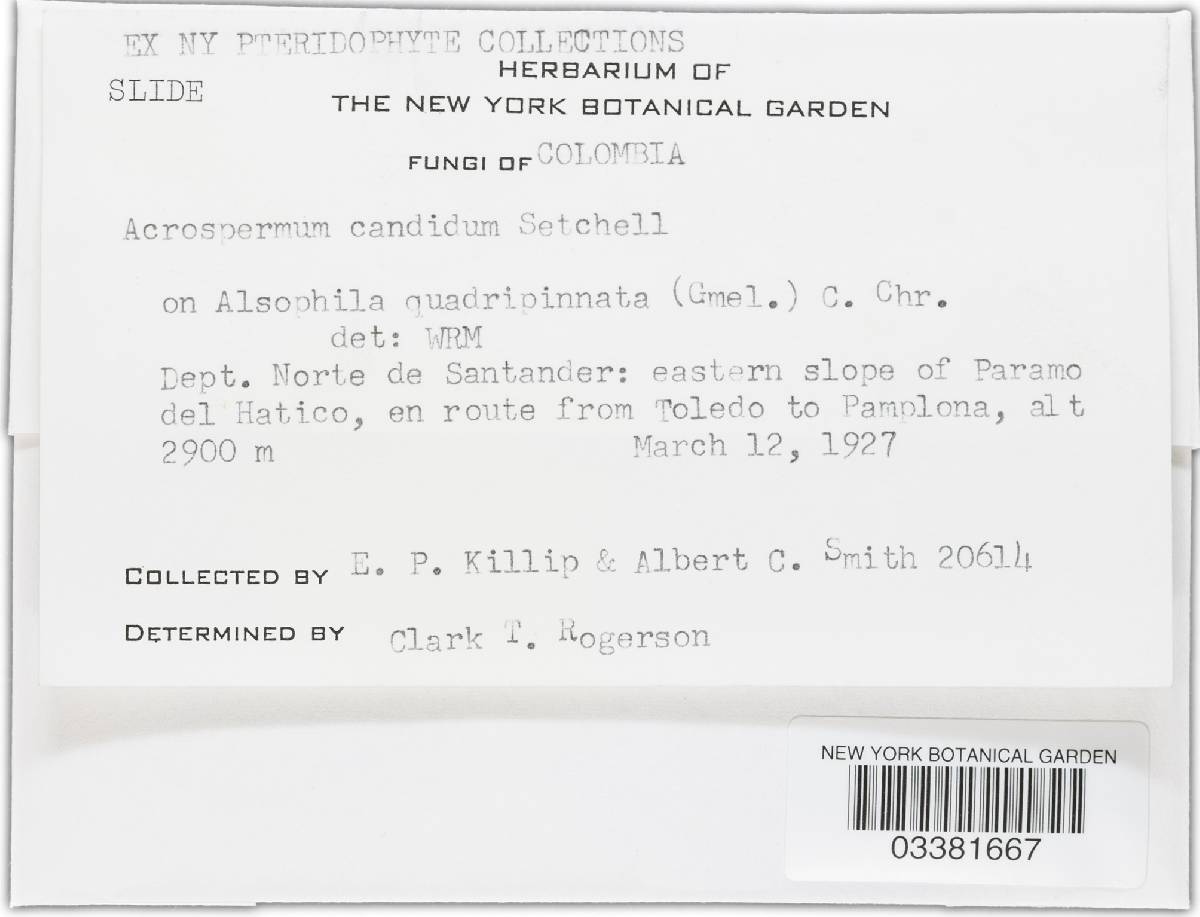 EX NY PTERIDOPHYTE COLLECTIONS
HERBARIUM OF
SLIDE
THE NEW YORK BOTANICAL GARDEN
FUNGI OF COLOMBIA
Acrospermum candidum Setchell
on Alsophila quadripinnata (Gmel.) C. Chr.
det: WRM
Dept. Norte de Santander: eastern slope of Paramo
del Hatico, en route from Toledo to Pamplona, alt
2900 m March 12, 1927
COLLECTED BY E. P. Killip & Albert C. Smith 20614
DETERMINED BY Clark T. Rogerson
NEW YORK BOTANICAL GARDEN
03381667